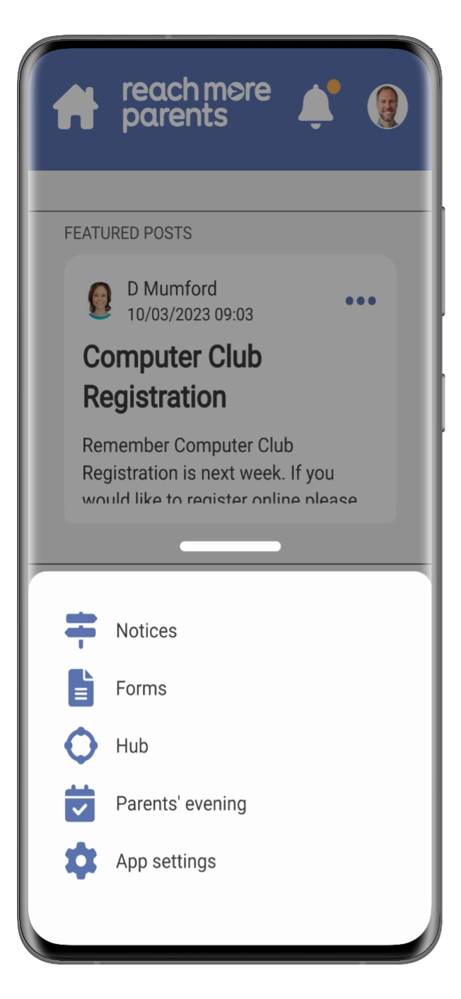 reach more
parents
FEATURED POSTS
D Mumford
10/03/2023 09:03
Computer Club
Registration
Remember Computer Club
Registration is next week. If you
would like to register online please
Notices
Forms
Hub
Parents' evening
App settings